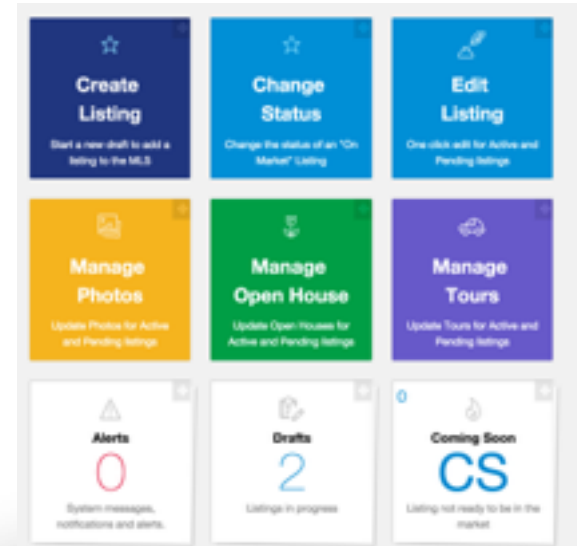 Create
Listing
Start a new draft to add a
listing to the MLS
Change
Status
Change the status of an "On
Market" Listing
Edit
Listing
One click edit for Active and
Pending listings
Manage
Photos
Update Photos for Active
and Pending listings
Manage
Open House
Update Open Houses for
Active and Pending listings
Manage
Tours
Update Tours for Active and
Pending listings
Alerts
0
System messages,
notifications and alerts.
Drafts
2
Listings in progress
0
Coming Soon
CS
Listing not ready to be in the
market